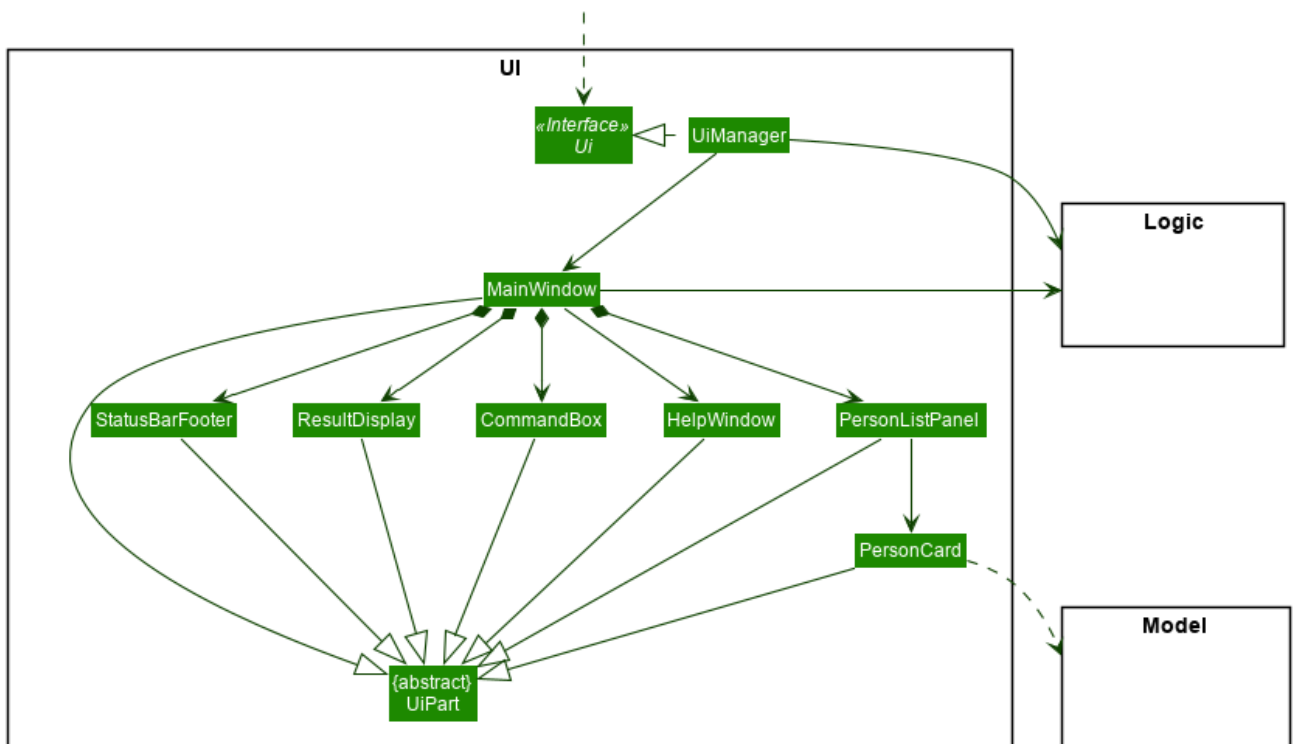 UI
«Interface»
Ui
UiManager
Logic
MainWindow
StatusBarFooter
ResultDisplay
CommandBox
HelpWindow
PersonListPanel
PersonCard
Model
{abstract}
UiPart